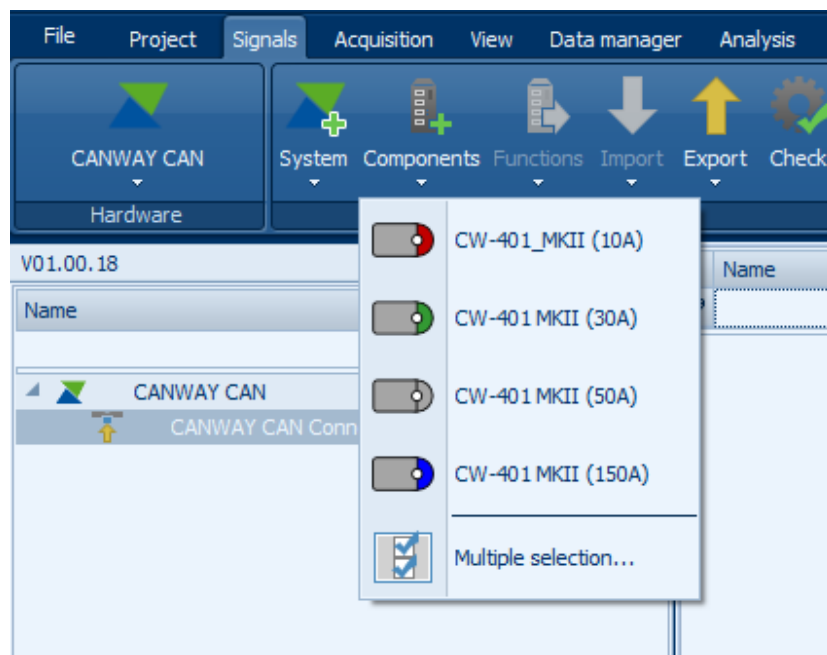 File Project Signals Acquisition View Data manager Analysis
CANWAY CAN System Components Functions Import Export Check
Hardware
V01.00.18
Name
Name
CANWAY CAN
CANWAY CAN Conn
CW-401_MKII (10A)
CW-401 MKII (30A)
CW-401 MKII (50A)
CW-401 MKII (150A)
Multiple selection...